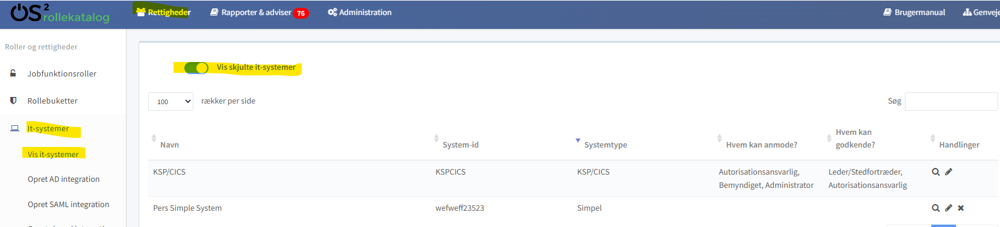 OS2
rollekatalog
Rettigheder
Rapporter & adviser 76
Administration
Brugermanual
Genveje
Roller og rettigheder
Jobfunktionsroller
Rollebuketter
It-systemer
Vis it-systemer
Opret AD integration
Opret SAML integration
Vis skjulte it-systemer
100 rækker per side
Søg
Navn System-id Systemtype Hvem kan anmode? Hvem kan godkende? Handlinger
KSP/CICS KSPCICS KSP/CICS Autorisationsansvarlig, Leder/Stedfortræder,
Bemyndiget, Administrator Autorisationsansvarlig
Pers Simple System wefweff23523 Simpel